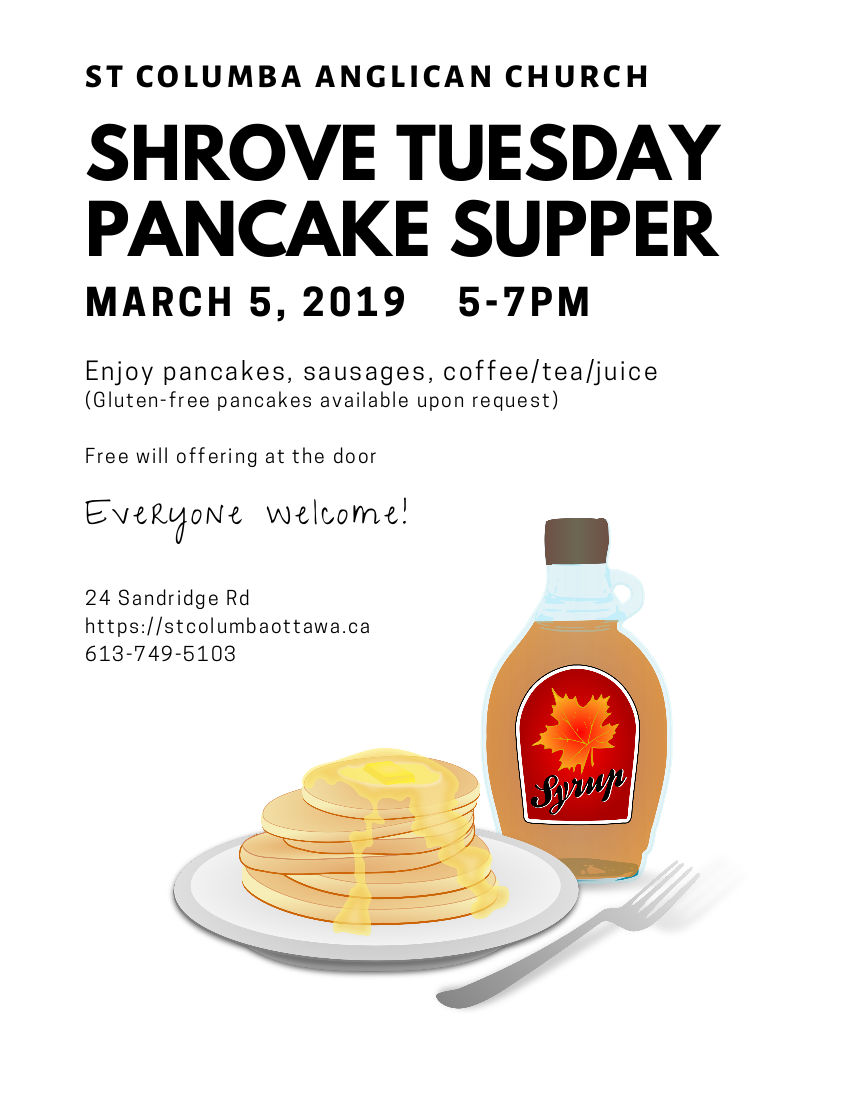 ST COLUMBA ANGLICAN CHURCH
SHROVE TUESDAY
PANCAKE SUPPER
MARCH 5, 2019 5-7PM
Enjoy pancakes, sausages, coffee/tea/juice
(Gluten-free pancakes available upon request)
Free will offering at the door
Everyone welcome!
24 Sandridge Rd
https://stcolumbaottawa.ca
613-749-5103
Syrup